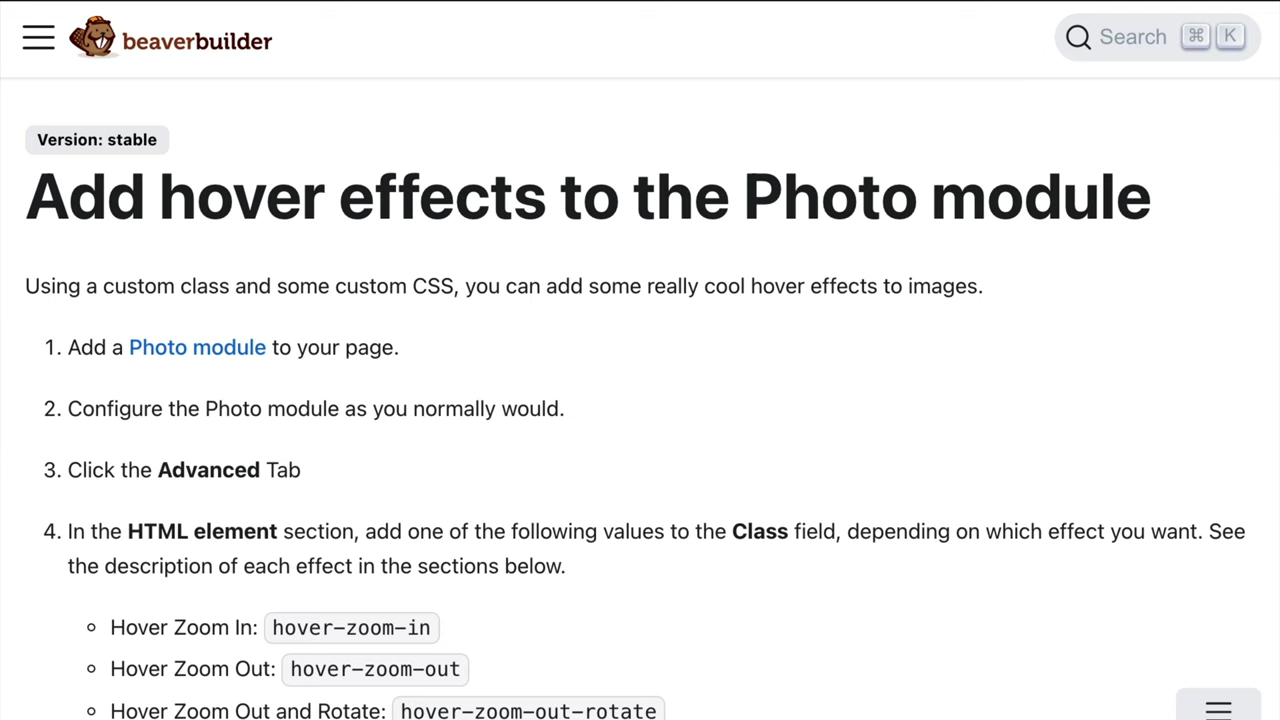 beaverbuilder
Search ⌘ K
Version: stable
Add hover effects to the Photo module
Using a custom class and some custom CSS, you can add some really cool hover effects to images.
1. Add a Photo module to your page.
2. Configure the Photo module as you normally would.
3. Click the Advanced Tab
4. In the HTML element section, add one of the following values to the Class field, depending on which effect you want. See
the description of each effect in the sections below.
Hover Zoom In: hover-zoom-in
Hover Zoom Out: hover-zoom-out
Hover Zoom Out and Rotate: hover-zoom-out-rotate